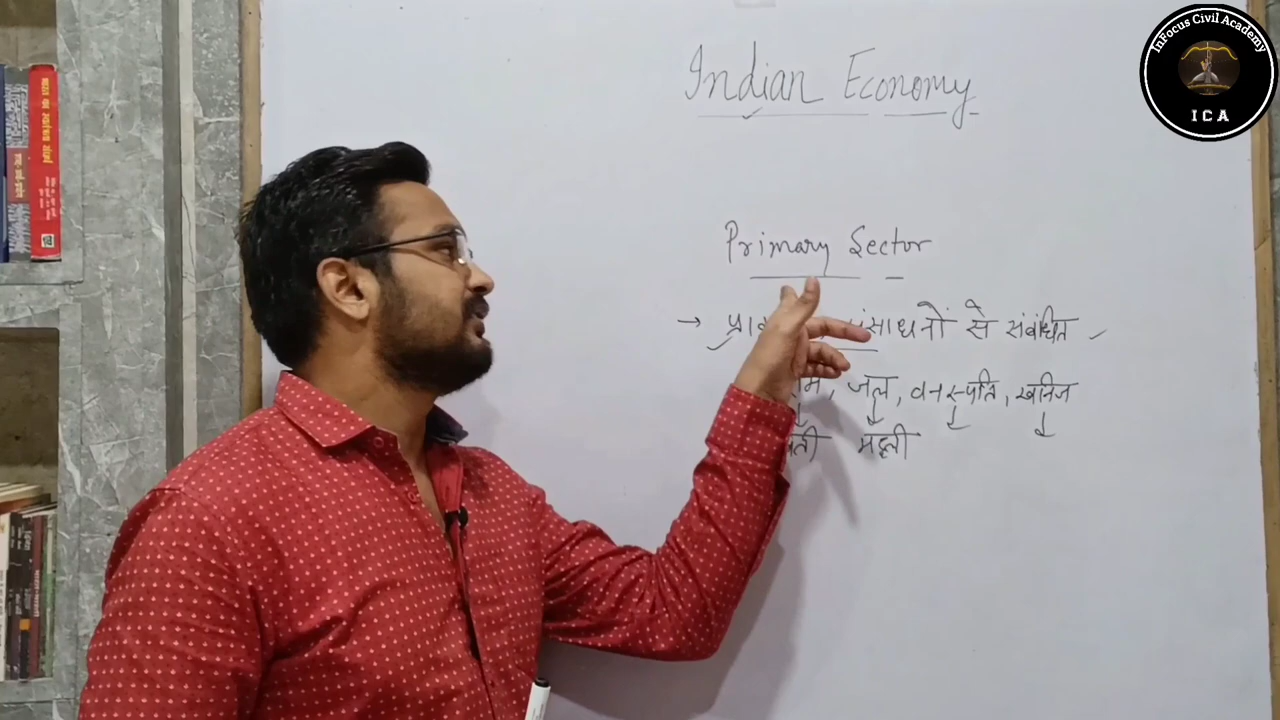 Indian Economy
Primary Sector
→ संसाधनों से संबंधित
जल, वनस्पति, खनिज
मछली
InFocus Civil Academy
ICA